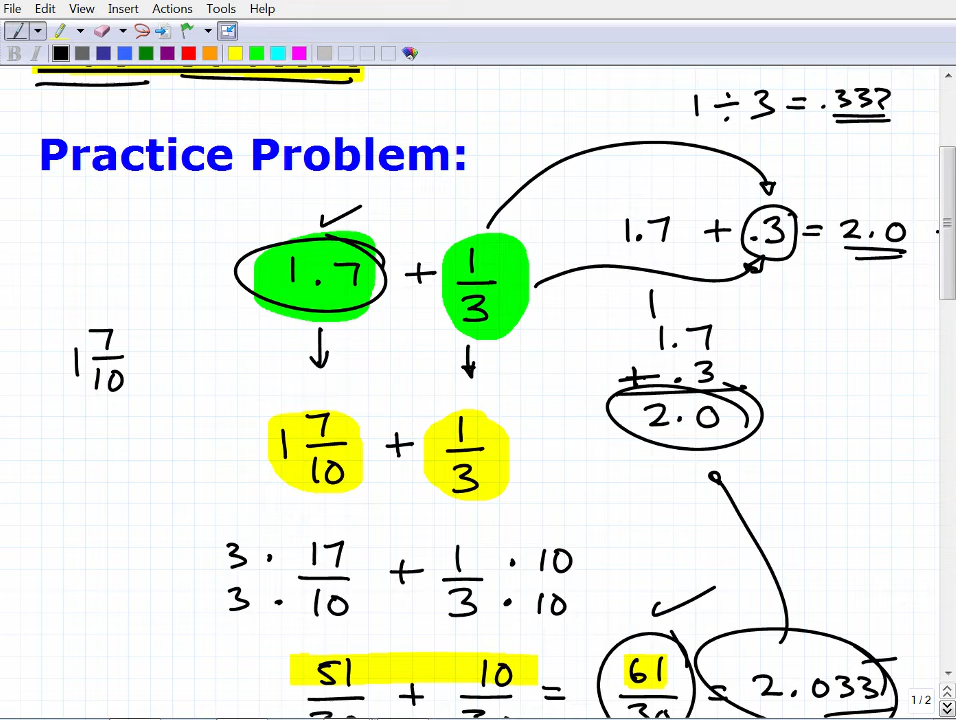 File Edit View Insert Actions Tools Help
B I
1 ÷ 3 = .333
Practice Problem:
1.7 + 1/3
1.7 + .3 = 2.0
1
1.7
+ .3
2.0
1 7/10
1 7/10 + 1/3
3 · 17 + 1 · 10
3 · 10 3 · 10
51/30 + 10/30 = 61/30 = 2.033
1 / 2